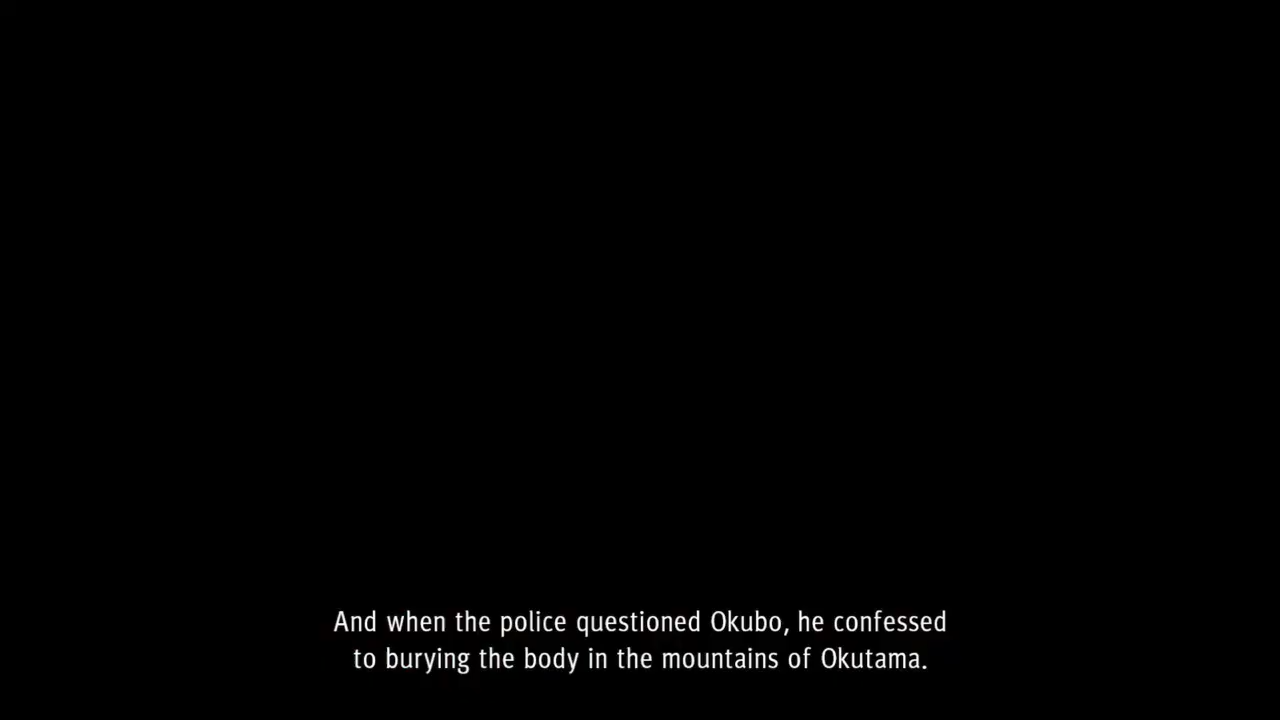 And when the police questioned Okubo, he confessed
to burying the body in the mountains of Okutama.